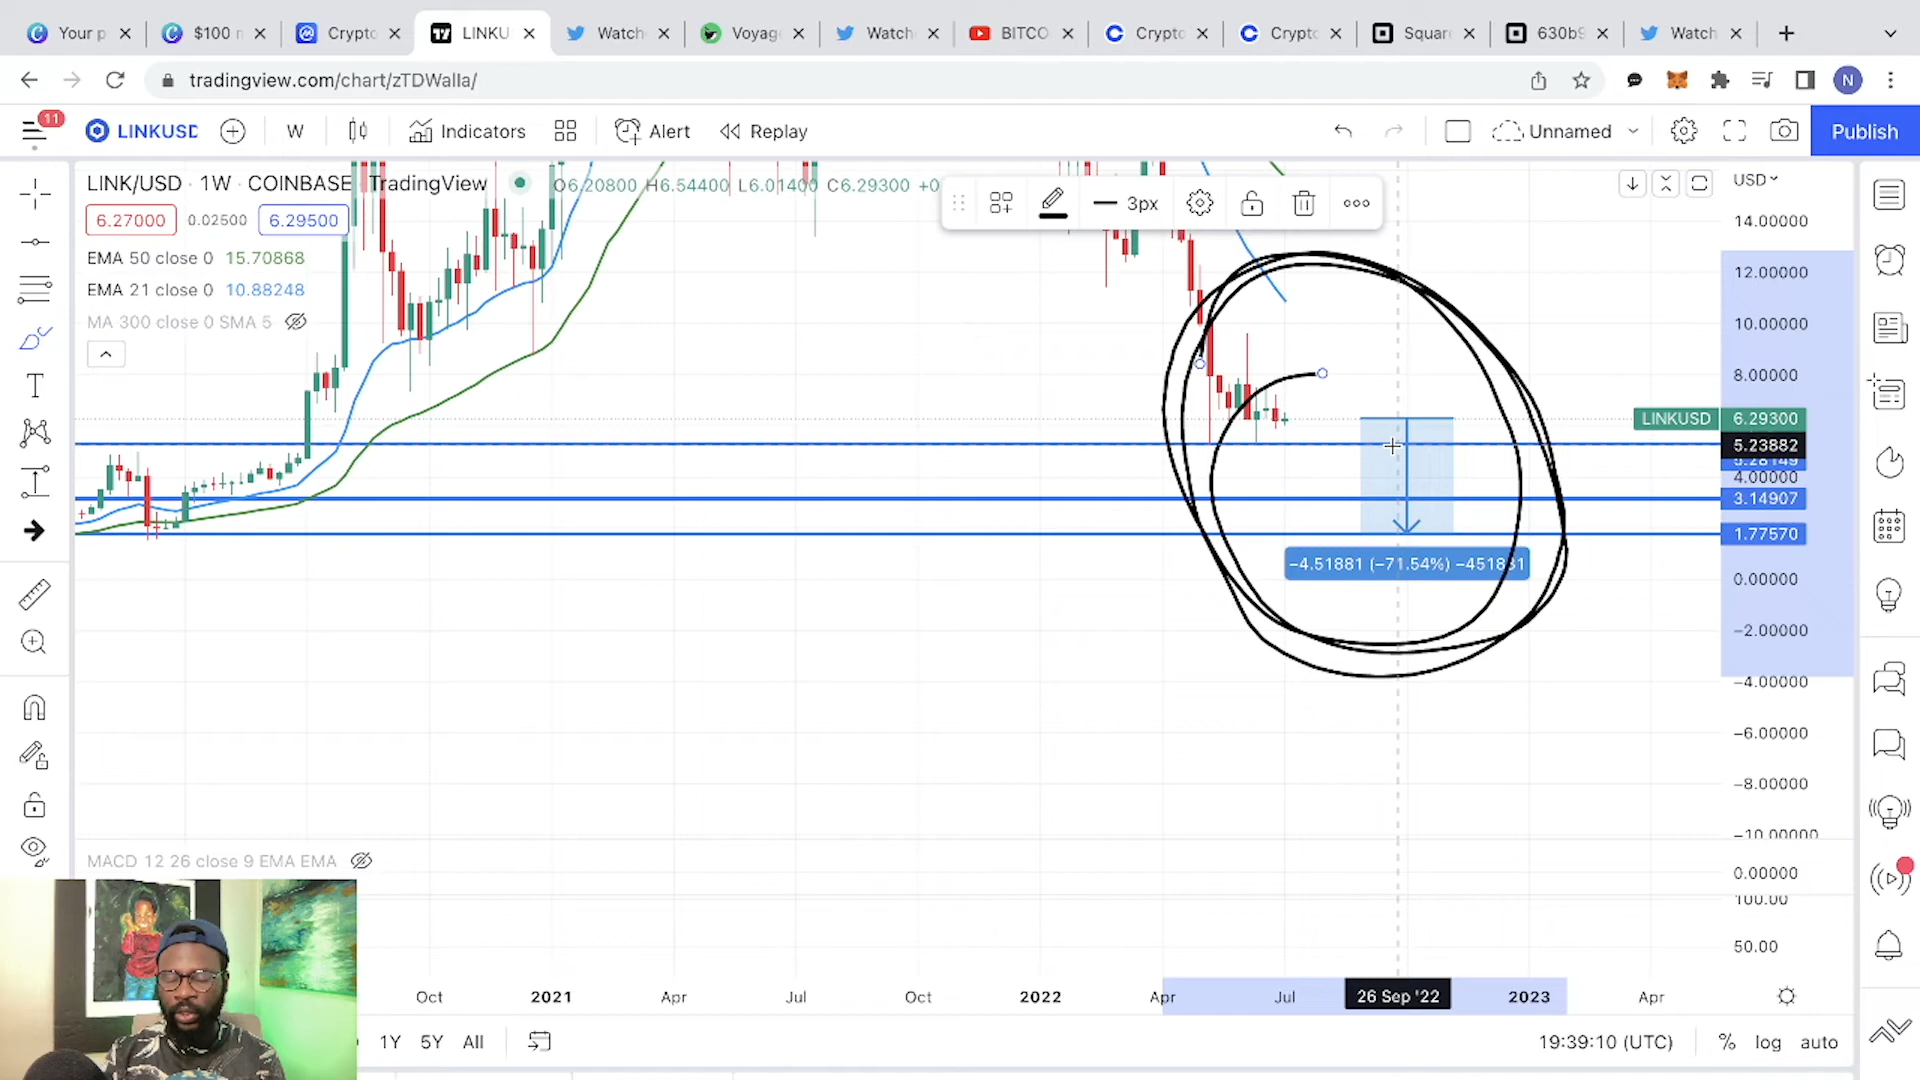 Your p
$100 r
Crypto
LINKU
Watch
Voyag
Watch
BITCO
Crypto
Crypto
Squar
630b9
Watch
tradingview.com/chart/zTDWalla/
N
11
LINKUSD
W
Indicators
Alert
Replay
Unnamed
Publish
LINK/USD · 1W · COINBASE TradingView
O6.20800 H6.54400 L6.01400 C6.29300 +0
3px
USD
6.27000 0.02500 6.29500
EMA 50 close 0 15.70868
EMA 21 close 0 10.88248
MA 300 close 0 SMA 5
14.00000
12.00000
10.00000
8.00000
LINKUSD 6.29300
5.23882
5.28149
4.00000
3.14907
1.77570
−4.51881 (−71.54%) −451881
0.00000
−2.00000
−4.00000
−6.00000
−8.00000
−10.00000
MACD 12 26 close 9 EMA EMA
0.00000
100.00
50.00
Oct 2021 Apr Jul Oct 2022 Apr Jul 26 Sep '22 2023 Apr
1Y 5Y All
19:39:10 (UTC) % log auto